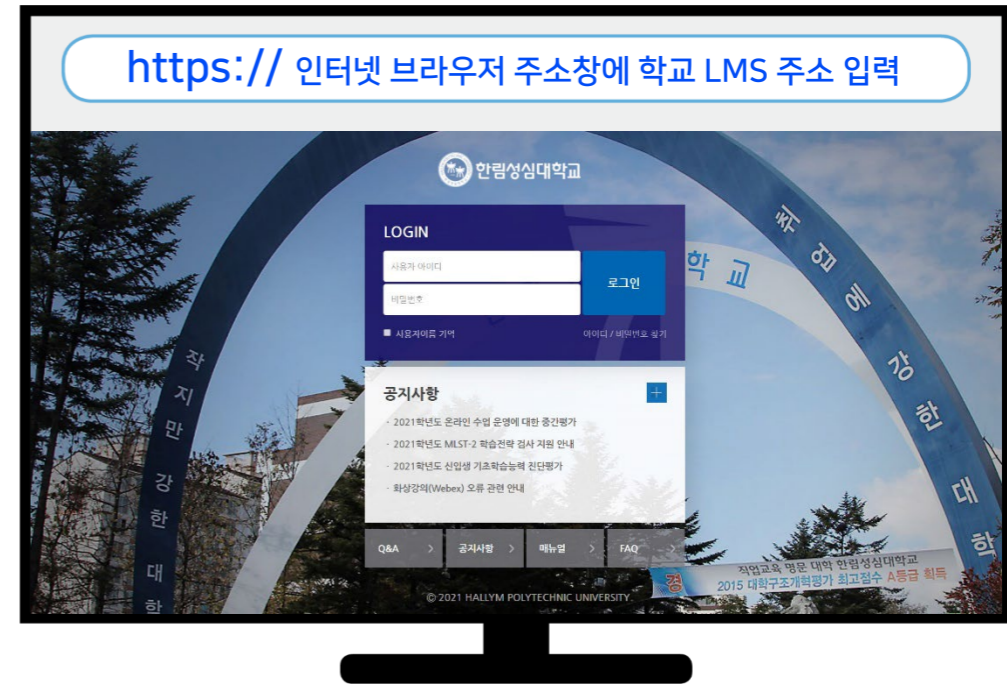 https:// 인터넷 브라우저 주소창에 학교 LMS 주소 입력
한림성심대학교
LOGIN
사용자 아이디
로그인
비밀번호
사용자이름 기억
아이디 / 비밀번호 찾기
공지사항
· 2021학년도 온라인 수업 운영에 대한 중간평가
· 2021학년도 MLST-2 학습전략 검사 지원 안내
· 2021학년도 신입생 기초학습능력 진단평가
· 화상강의(Webex) 오류 관련 안내
Q&A
공지사항
매뉴얼
FAQ
© 2021 HALLYM POLYTECHNIC UNIVERSITY.
작지만 강한 대학
학교
취업에 강한 대학
경
직업교육 명문 대학 한림성심대학교
2015 대학구조개혁평가 최고점수 A등급 획득